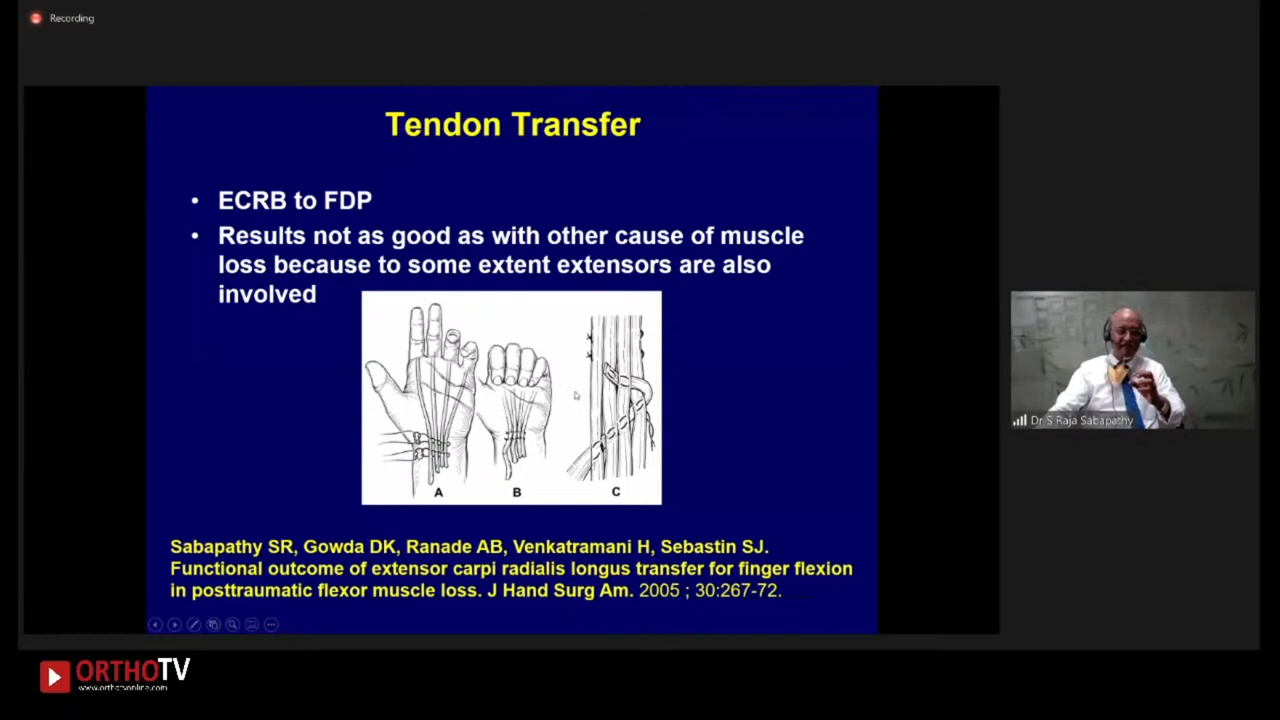 Recording
Tendon Transfer
• ECRB to FDP
• Results not as good as with other cause of muscle
loss because to some extent extensors are also
involved
A B C
Sabapathy SR, Gowda DK, Ranade AB, Venkatramani H, Sebastin SJ.
Functional outcome of extensor carpi radialis longus transfer for finger flexion
in posttraumatic flexor muscle loss. J Hand Surg Am. 2005 ; 30:267-72.
Dr S Raja Sabapathy
ORTHOTV
www.orthotvonline.com